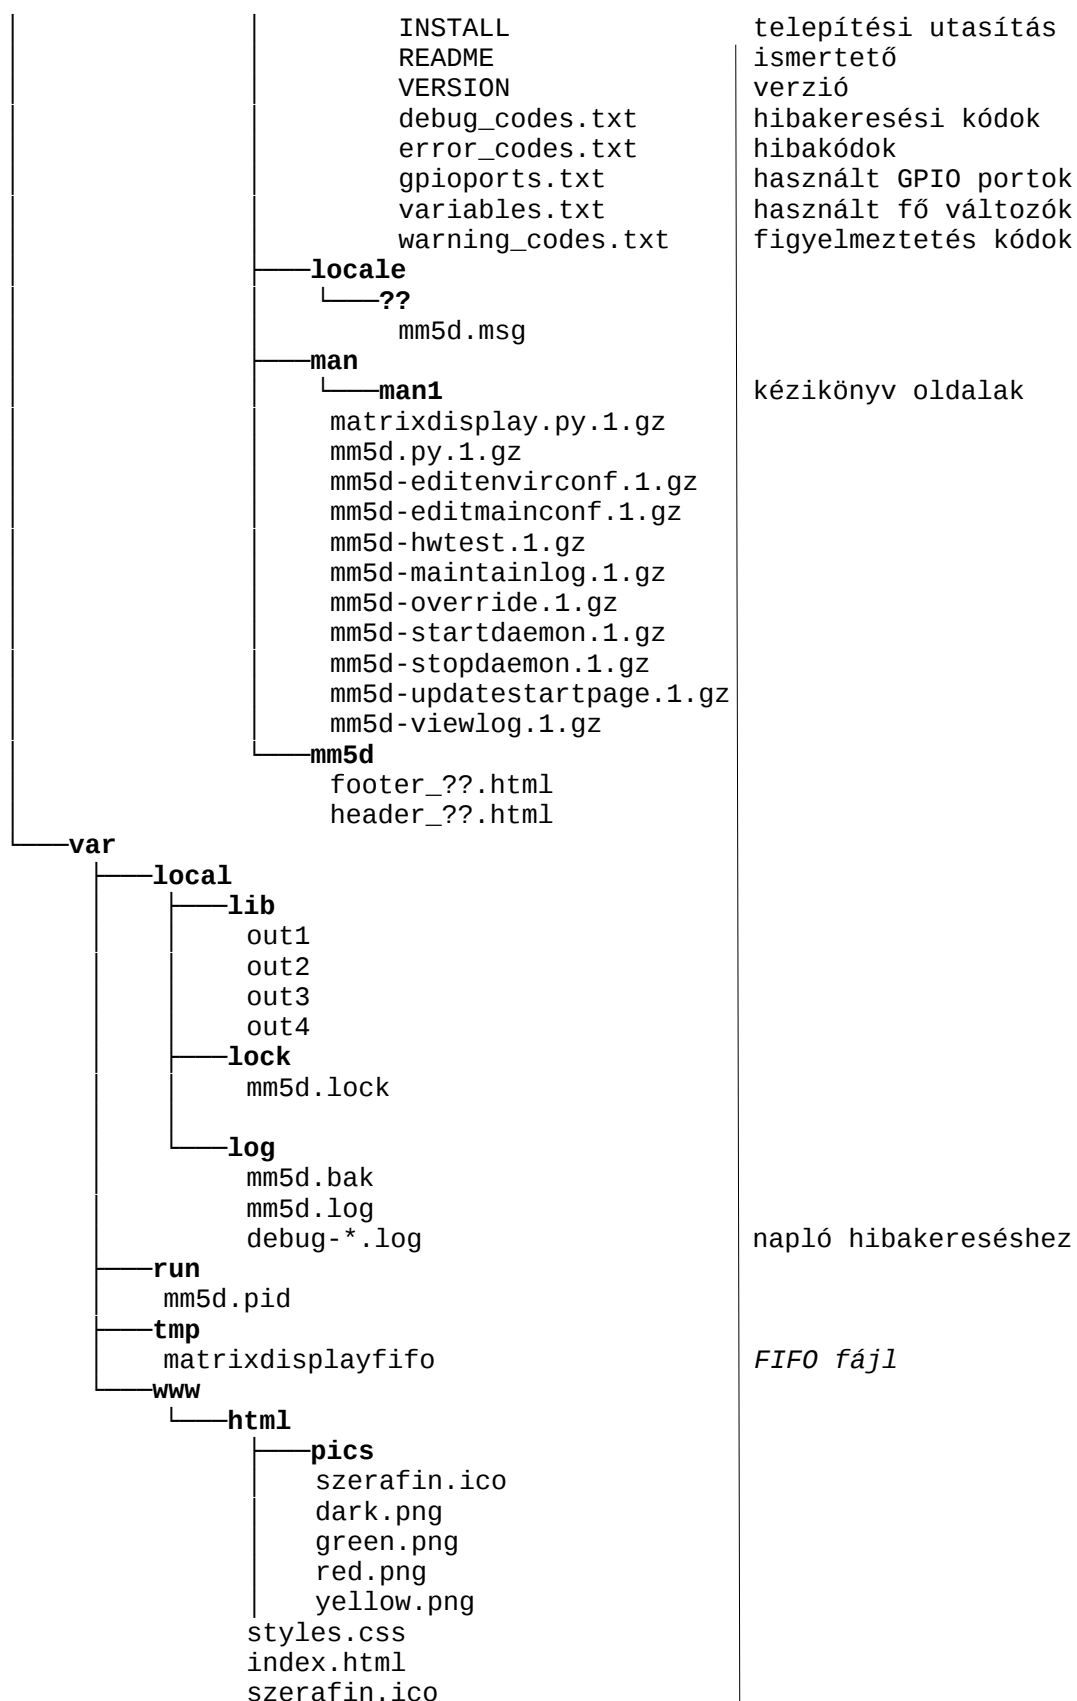 INSTALL telepítési utasítás
README ismertető
VERSION verzió
debug_codes.txt hibakeresési kódok
error_codes.txt hibakódok
gpioports.txt használt GPIO portok
variables.txt használt fő változók
warning_codes.txt figyelmeztetés kódok
locale
??
mm5d.msg
man
man1 kézikönyv oldalak
matrixdisplay.py.1.gz
mm5d.py.1.gz
mm5d-editenvirconf.1.gz
mm5d-editmainconf.1.gz
mm5d-hwtest.1.gz
mm5d-maintainlog.1.gz
mm5d-override.1.gz
mm5d-startdaemon.1.gz
mm5d-stopdaemon.1.gz
mm5d-updatestartpage.1.gz
mm5d-viewlog.1.gz
mm5d
footer_??.html
header_??.html
var
local
lib
out1
out2
out3
out4
lock
mm5d.lock
log
mm5d.bak
mm5d.log
debug-*.log napló hibakereséshez
run
mm5d.pid
tmp
matrixdisplayfifo FIFO fájl
www
html
pics
szerafin.ico
dark.png
green.png
red.png
yellow.png
styles.css
index.html
szerafin.ico